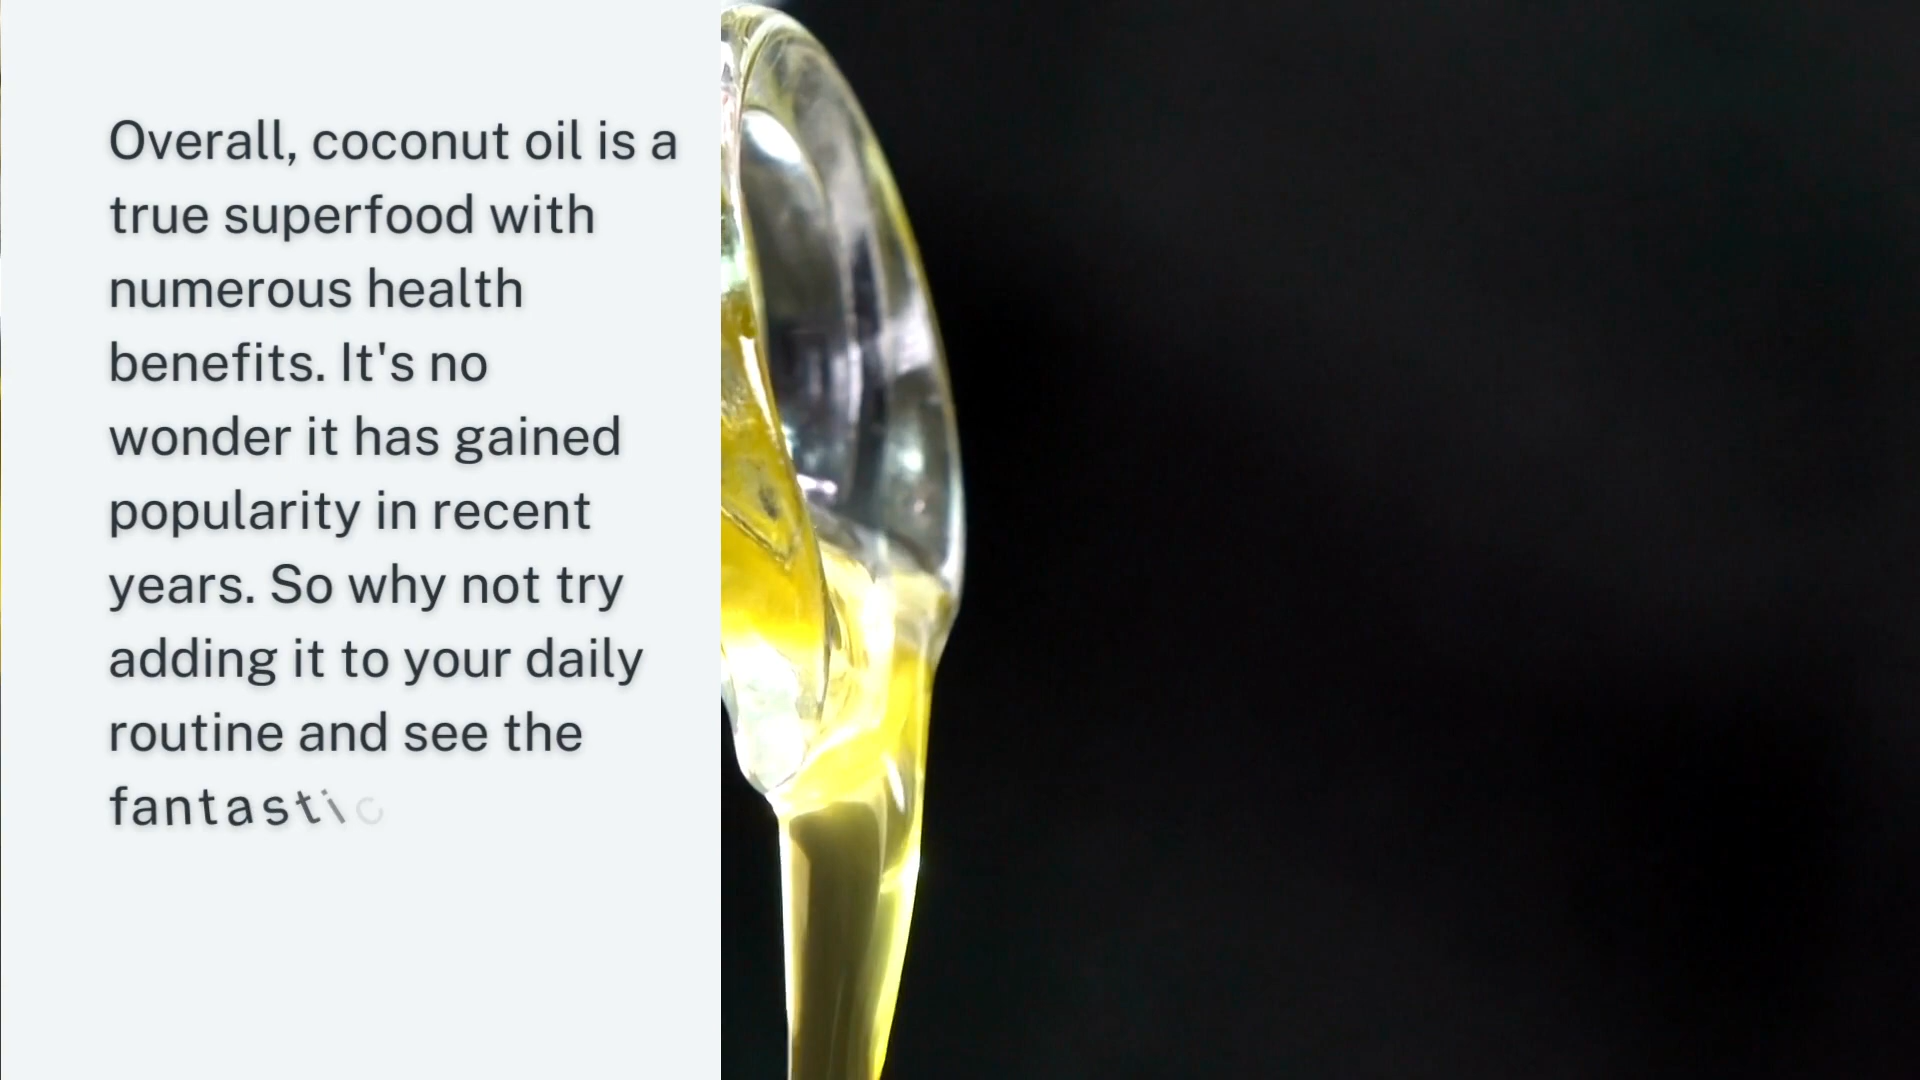 Overall, coconut oil is a
true superfood with
numerous health
benefits. It's no
wonder it has gained
popularity in recent
years. So why not try
adding it to your daily
routine and see the
fantastic